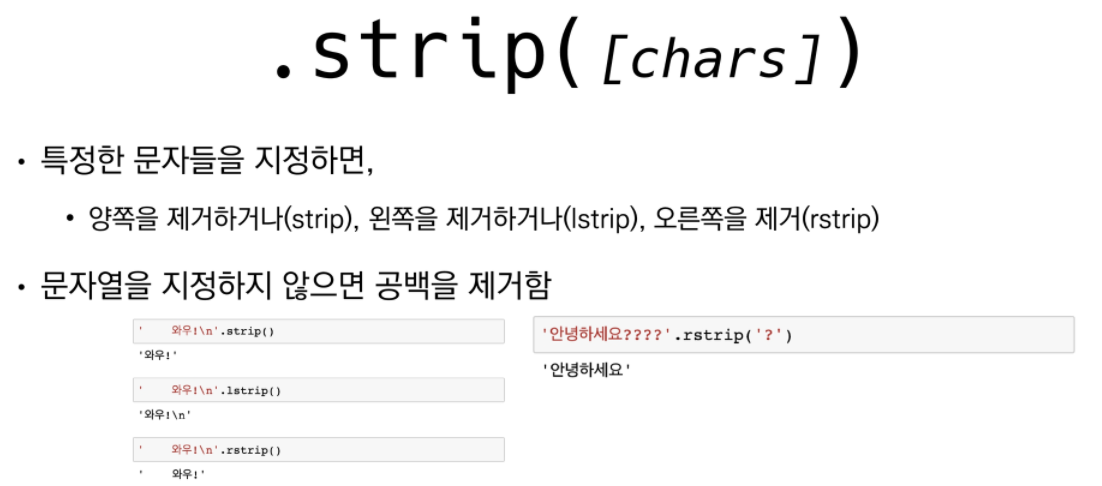 .strip([chars])
• 특정한 문자들을 지정하면,
• 양쪽을 제거하거나(strip), 왼쪽을 제거하거나(lstrip), 오른쪽을 제거(rstrip)
• 문자열을 지정하지 않으면 공백을 제거함
'    와우!\n'.strip()
'와우!'
'    와우!\n'.lstrip()
'와우!\n'
'    와우!\n'.rstrip()
'    와우!'
'안녕하세요????'.rstrip('?')
'안녕하세요'